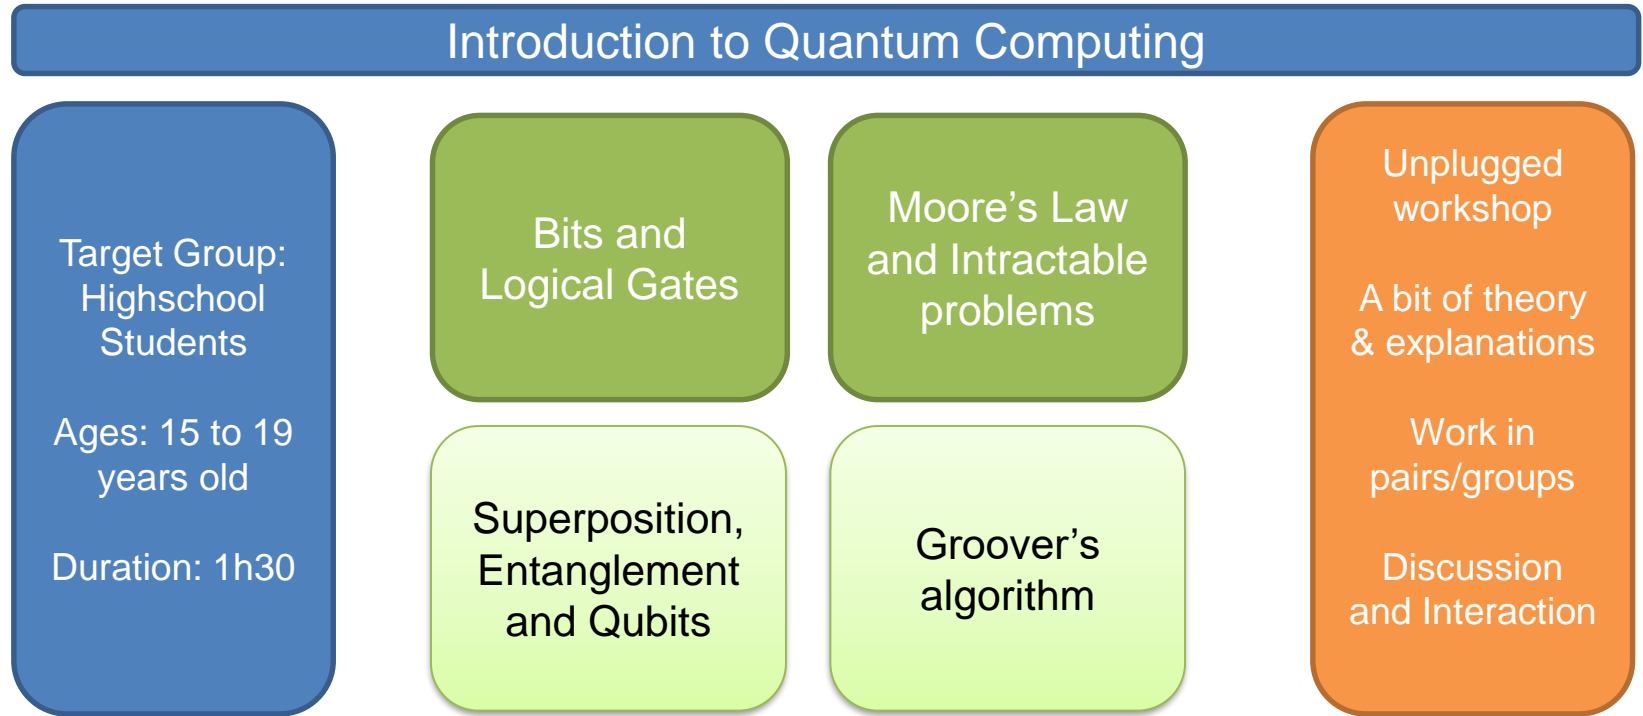 Introduction to Quantum Computing
Target Group:
Highschool
Students
Ages: 15 to 19
years old
Duration: 1h30
Bits and
Logical Gates
Moore’s Law
and Intractable
problems
Superposition,
Entanglement
and Qubits
Groover’s
algorithm
Unplugged
workshop
A bit of theory
& explanations
Work in
pairs/groups
Discussion
and Interaction